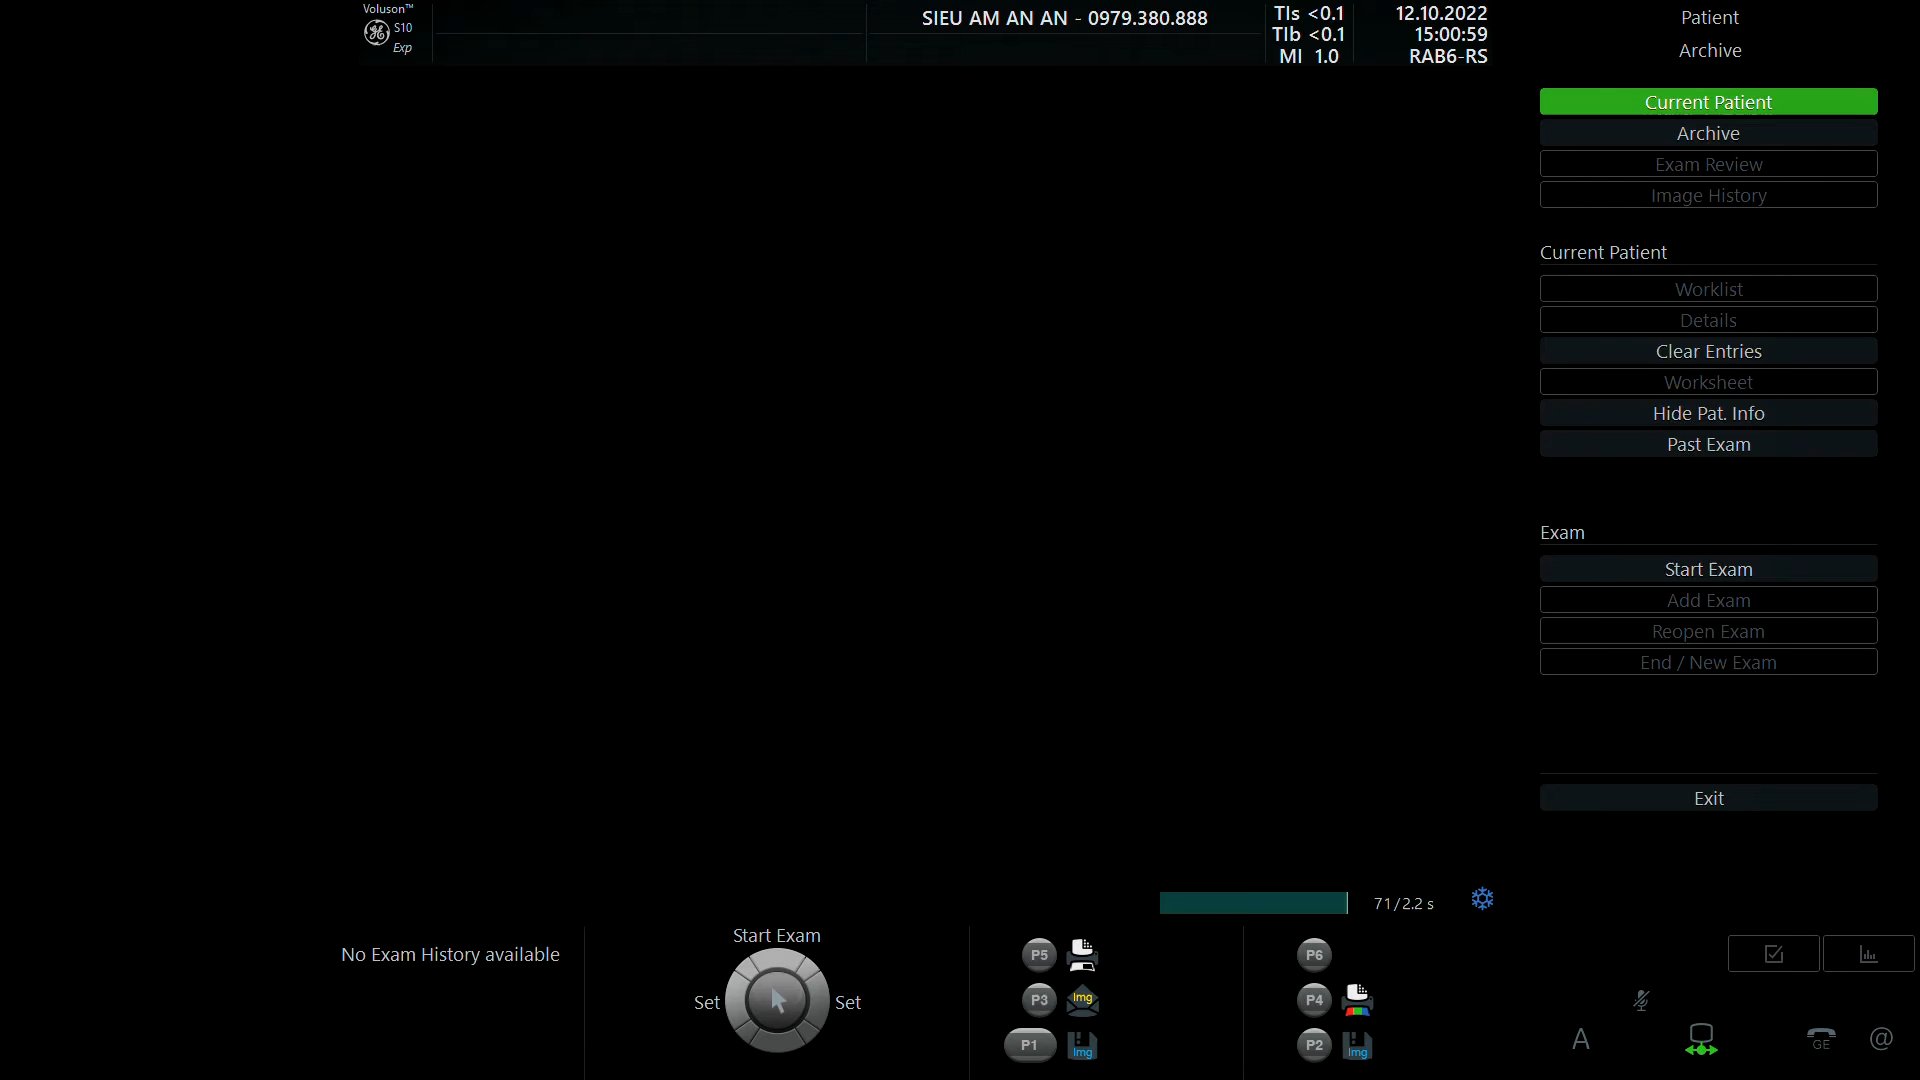 Voluson™
S10
Exp
SIEU AM AN AN - 0979.380.888
TIs <0.1
TIb <0.1
MI 1.0
12.10.2022
15:00:59
RAB6-RS
Patient
Archive
Current Patient
Archive
Exam Review
Image History
Current Patient
Worklist
Details
Clear Entries
Worksheet
Hide Pat. Info
Past Exam
Exam
Start Exam
Add Exam
Reopen Exam
End / New Exam
Exit
71/2.2 s
No Exam History available
Start Exam
Set
Set
P5
P3
Img
P1
Img
P6
P4
P2
Img
A
GE
@